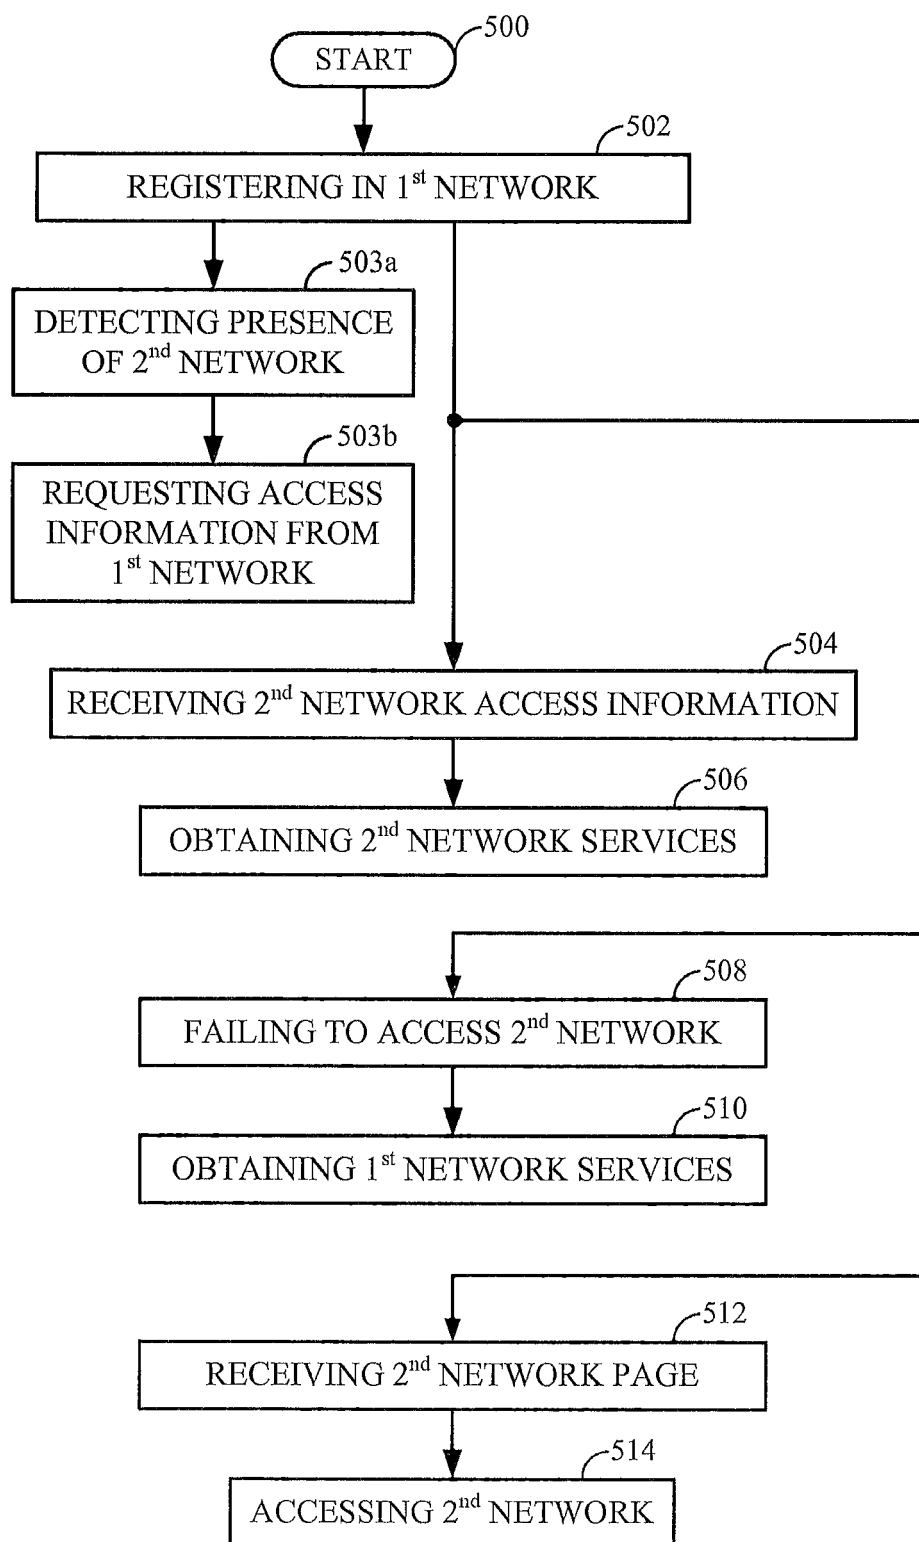 500
START
502
REGISTERING IN 1st NETWORK
503a
DETECTING PRESENCE
OF 2nd NETWORK
503b
REQUESTING ACCESS
INFORMATION FROM
1st NETWORK
504
RECEIVING 2nd NETWORK ACCESS INFORMATION
506
OBTAINING 2nd NETWORK SERVICES
508
FAILING TO ACCESS 2nd NETWORK
510
OBTAINING 1st NETWORK SERVICES
512
RECEIVING 2nd NETWORK PAGE
514
ACCESSING 2nd NETWORK